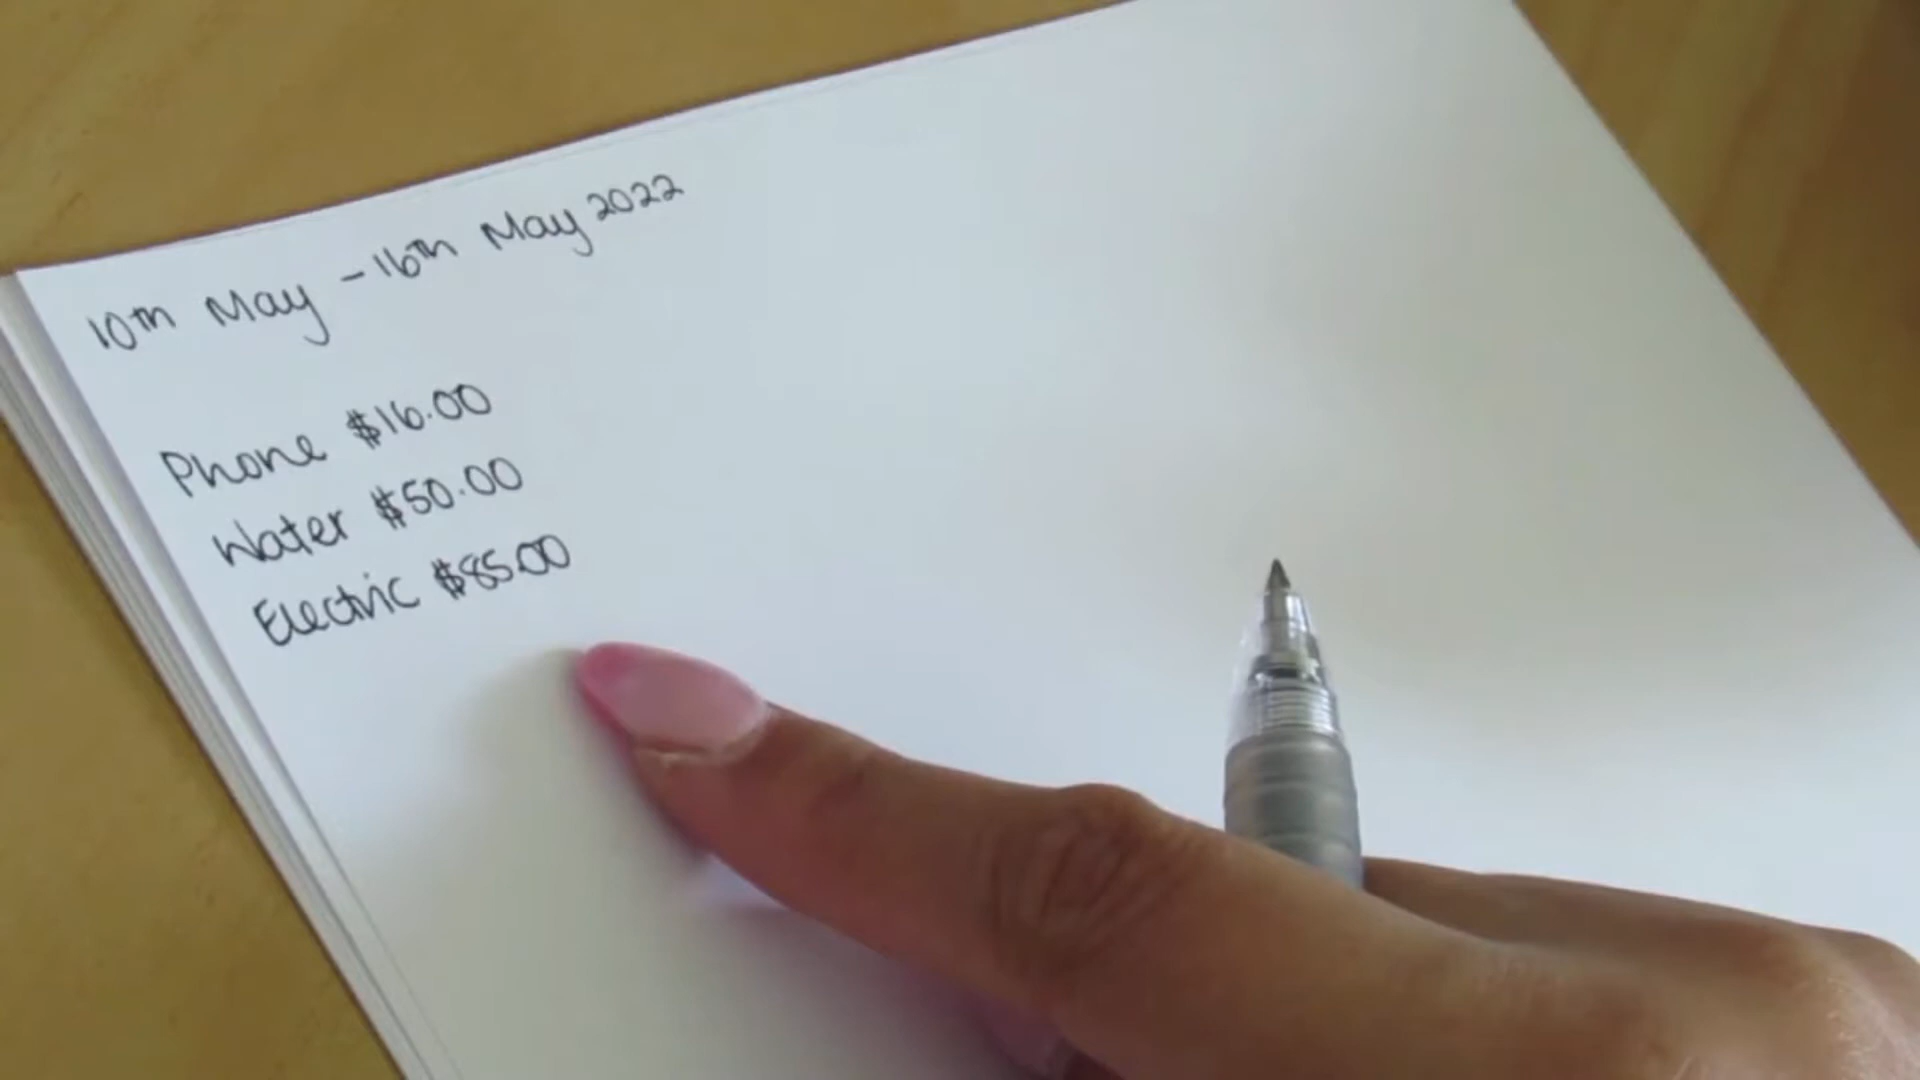 10th May - 16th May 2022
Phone $16.00
Water $50.00
Electric $85.00